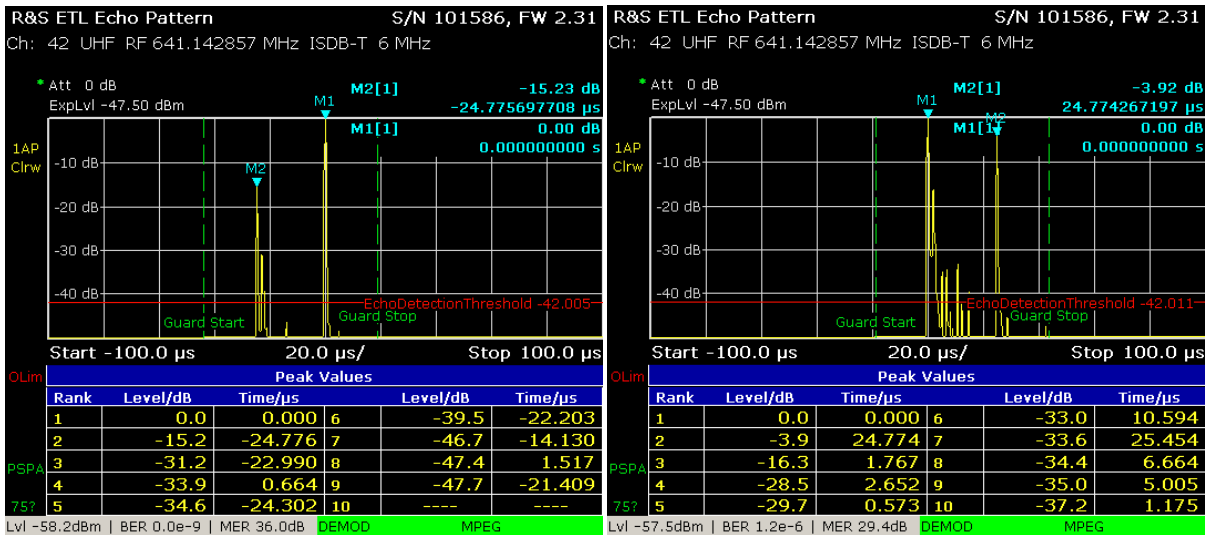 R&S ETL Echo Pattern S/N 101586, FW 2.31
Ch: 42 UHF RF 641.142857 MHz ISDB-T 6 MHz
* Att 0 dB M2[1] -15.23 dB
ExpLvl -47.50 dBm M1 -24.775697708 µs
M1[1] 0.00 dB
1AP 0.000000000 s
Clrw -10 dB M2
-20 dB
-30 dB
-40 dB EchoDetectionThreshold -42.005
Guard Start Guard Stop
Start -100.0 µs 20.0 µs/ Stop 100.0 µs
OLim Peak Values
Rank Level/dB Time/µs Level/dB Time/µs
1 0.0 0.000 6 -39.5 -22.203
2 -15.2 -24.776 7 -46.7 -14.130
PSPA 3 -31.2 -22.990 8 -47.4 1.517
4 -33.9 0.664 9 -47.7 -21.409
75? 5 -34.6 -24.302 10 ---- ----
Lvl -58.2dBm | BER 0.0e-9 | MER 36.0dB DEMOD MPEG
R&S ETL Echo Pattern S/N 101586, FW 2.31
Ch: 42 UHF RF 641.142857 MHz ISDB-T 6 MHz
* Att 0 dB M2[1] -3.92 dB
ExpLvl -47.50 dBm M1 24.774267197 µs
M1[1] M2 0.00 dB
1AP 0.000000000 s
Clrw -10 dB
-20 dB
-30 dB
-40 dB EchoDetectionThreshold -42.011
Guard Start Guard Stop
Start -100.0 µs 20.0 µs/ Stop 100.0 µs
OLim Peak Values
Rank Level/dB Time/µs Level/dB Time/µs
1 0.0 0.000 6 -33.0 10.594
2 -3.9 24.774 7 -33.6 25.454
PSPA 3 -16.3 1.767 8 -34.4 6.664
4 -28.5 2.652 9 -35.0 5.005
75? 5 -29.7 0.573 10 -37.2 1.175
Lvl -57.5dBm | BER 1.2e-6 | MER 29.4dB DEMOD MPEG